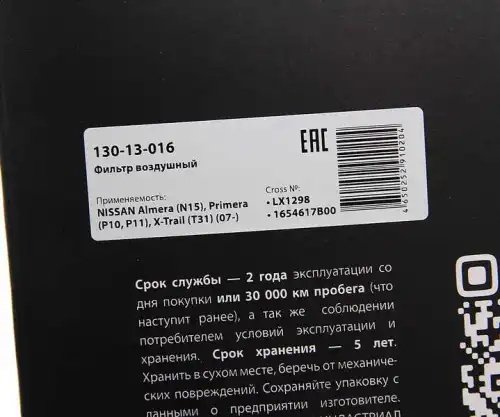 130-13-016
Фильтр воздушный
EAC
Применяемость:
NISSAN Almera (N15), Primera
(P10, P11), X-Trail (T31) (07-)
Cross №:
• LX1298
• 1654617B00
4 650252 910204
Срок службы — 2 года эксплуатации со
дня покупки или 30 000 км пробега (что
наступит ранее), а так же соблюдении
потребителем условий эксплуатации и
хранения. Срок хранения — 5 лет.
Хранить в сухом месте, беречь от механиче-
ских повреждений. Сохраняйте упаковку с
данными о предприятии изготовителе.